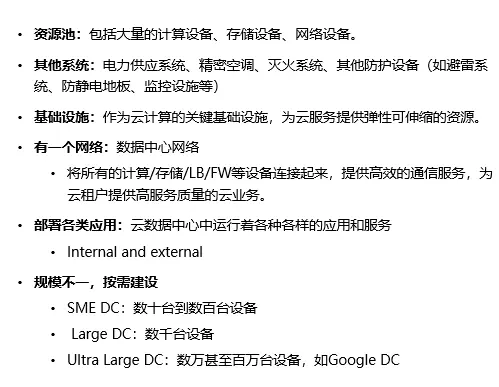 • 资源池：包括大量的计算设备、存储设备、网络设备。
• 其他系统：电力供应系统、精密空调、灭火系统、其他防护设备（如避雷系
统、防静电地板、监控设施等）
• 基础设施：作为云计算的关键基础设施，为云服务提供弹性可伸缩的资源。
• 有一个网络：数据中心网络
• 将所有的计算/存储/LB/FW等设备连接起来，提供高效的通信服务，为
云租户提供高服务质量的云业务。
• 部署各类应用：云数据中心中运行着各种各样的应用和服务
• Internal and external
• 规模不一，按需建设
• SME DC：数十台到数百台设备
• Large DC：数千台设备
• Ultra Large DC：数万甚至百万台设备，如Google DC